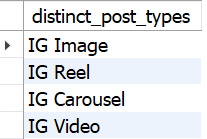 distinct_post_types
IG Image
IG Reel
IG Carousel
IG Video